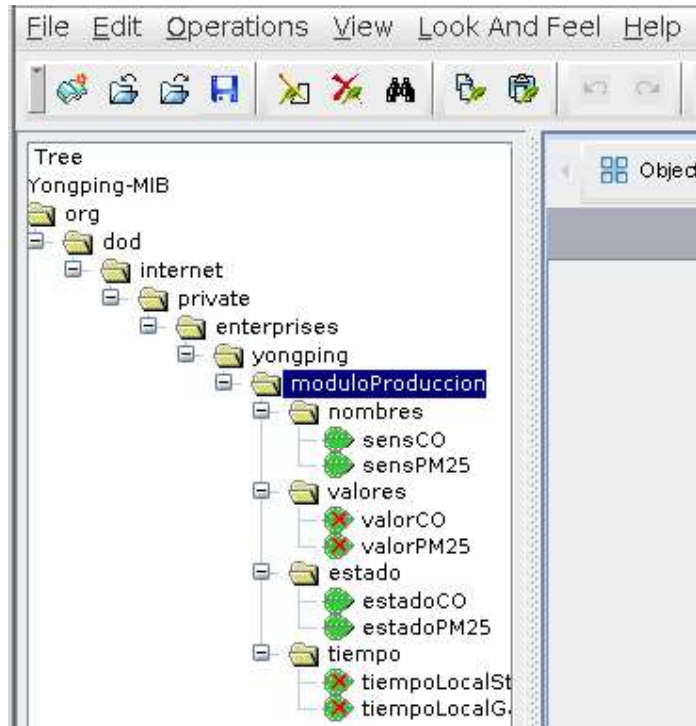 File Edit Operations View Look And Feel Help
Tree
Yongping-MIB
Objec
org
dod
internet
private
enterprises
yongping
moduloProduccion
nombres
sensCO
sensPM25
valores
valorCO
valorPM25
estado
estadoCO
estadoPM25
tiempo
tiempoLocalSt
tiempoLocalG